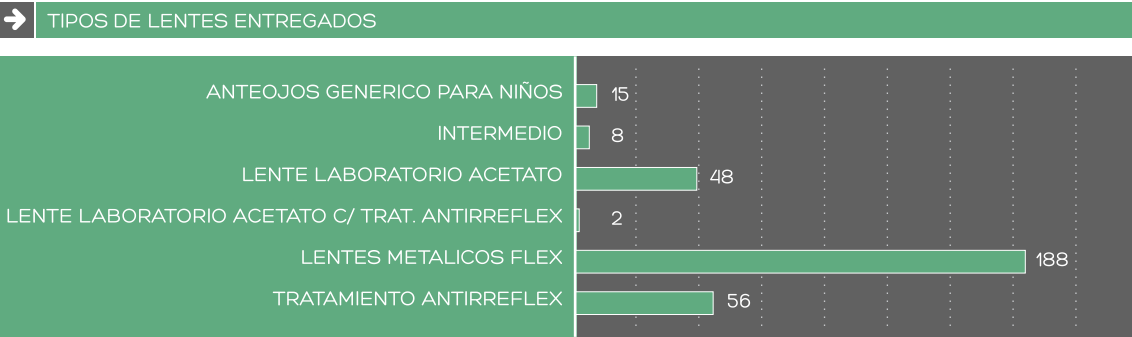 TIPOS DE LENTES ENTREGADOS
ANTEOJOS GENERICO PARA NIÑOS 15
INTERMEDIO 8
LENTE LABORATORIO ACETATO 48
LENTE LABORATORIO ACETATO C/ TRAT. ANTIRREFLEX 2
LENTES METALICOS FLEX 188
TRATAMIENTO ANTIRREFLEX 56